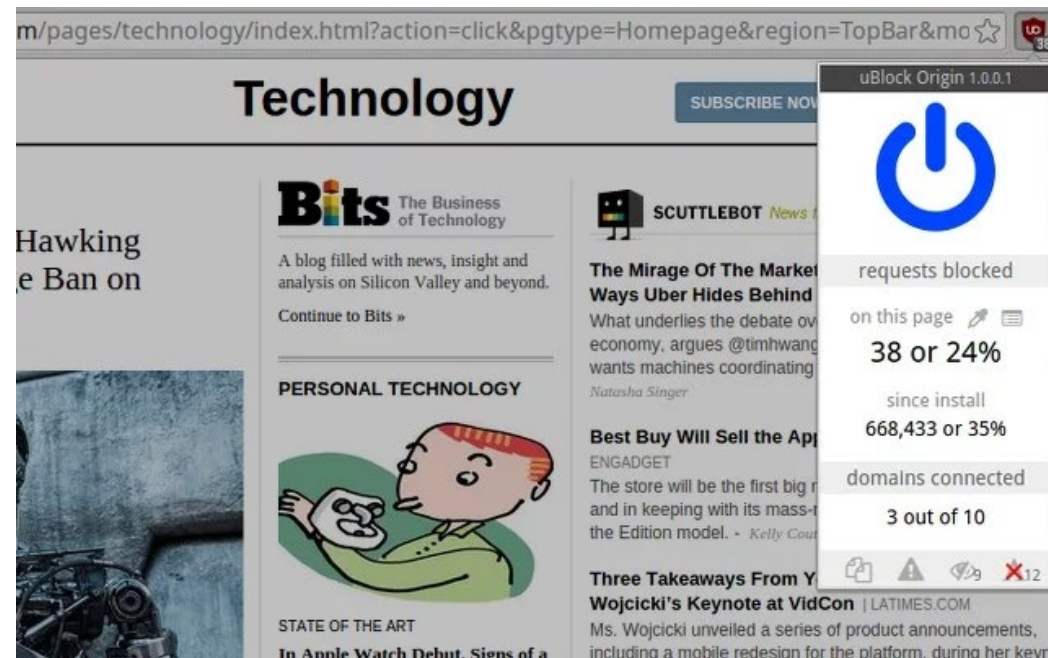 m/pages/technology/index.html?action=click&pgtype=Homepage&region=TopBar&mo
38
Technology
SUBSCRIBE NOW
Hawking
e Ban on
Bits The Business
of Technology
A blog filled with news, insight and
analysis on Silicon Valley and beyond.
Continue to Bits »
PERSONAL TECHNOLOGY
STATE OF THE ART
In Apple Watch Debut, Signs of a
SCUTTLEBOT News
The Mirage Of The Market
Ways Uber Hides Behind
What underlies the debate
economy, argues @timhwang
wants machines coordinating
Natasha Singer
Best Buy Will Sell the
ENGADGET
The store will be the first big
and in keeping with its
the Edition model. - Kelly
Three Takeaways From
Wojcicki's Keynote at VidCon | LATIMES.COM
Ms. Wojcicki unveiled a series of product announcements,
including a mobile redesign for the platform, during her
uBlock Origin 1.0.0.1
requests blocked
on this page
38 or 24%
since install
668,433 or 35%
domains connected
3 out of 10
9
12